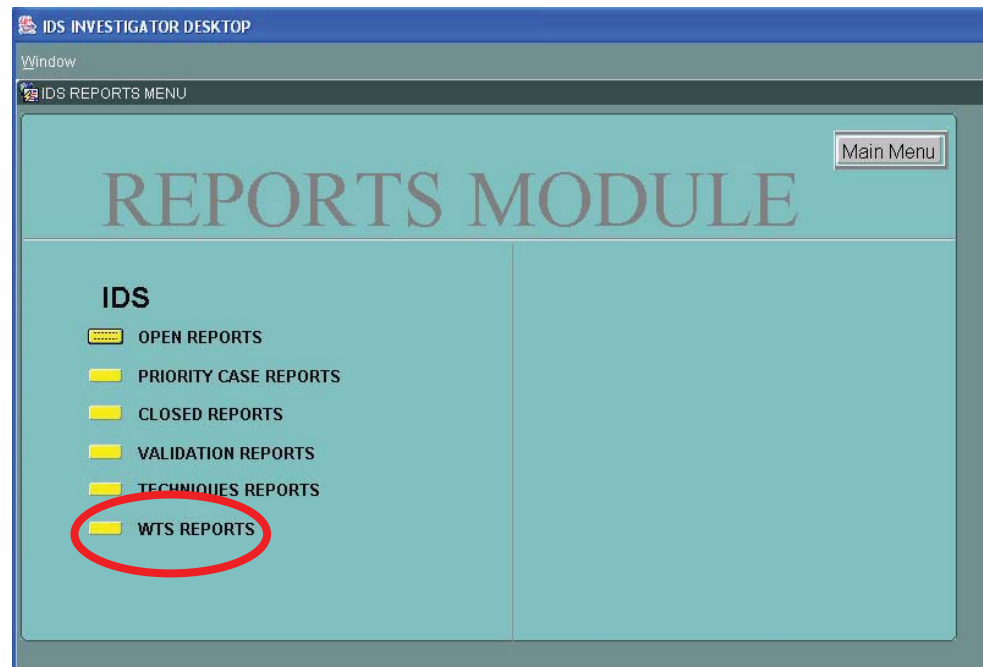 IDS INVESTIGATOR DESKTOP
Window
IDS REPORTS MENU
Main Menu
REPORTS MODULE
IDS
OPEN REPORTS
PRIORITY CASE REPORTS
CLOSED REPORTS
VALIDATION REPORTS
TECHNIQUES REPORTS
WTS REPORTS